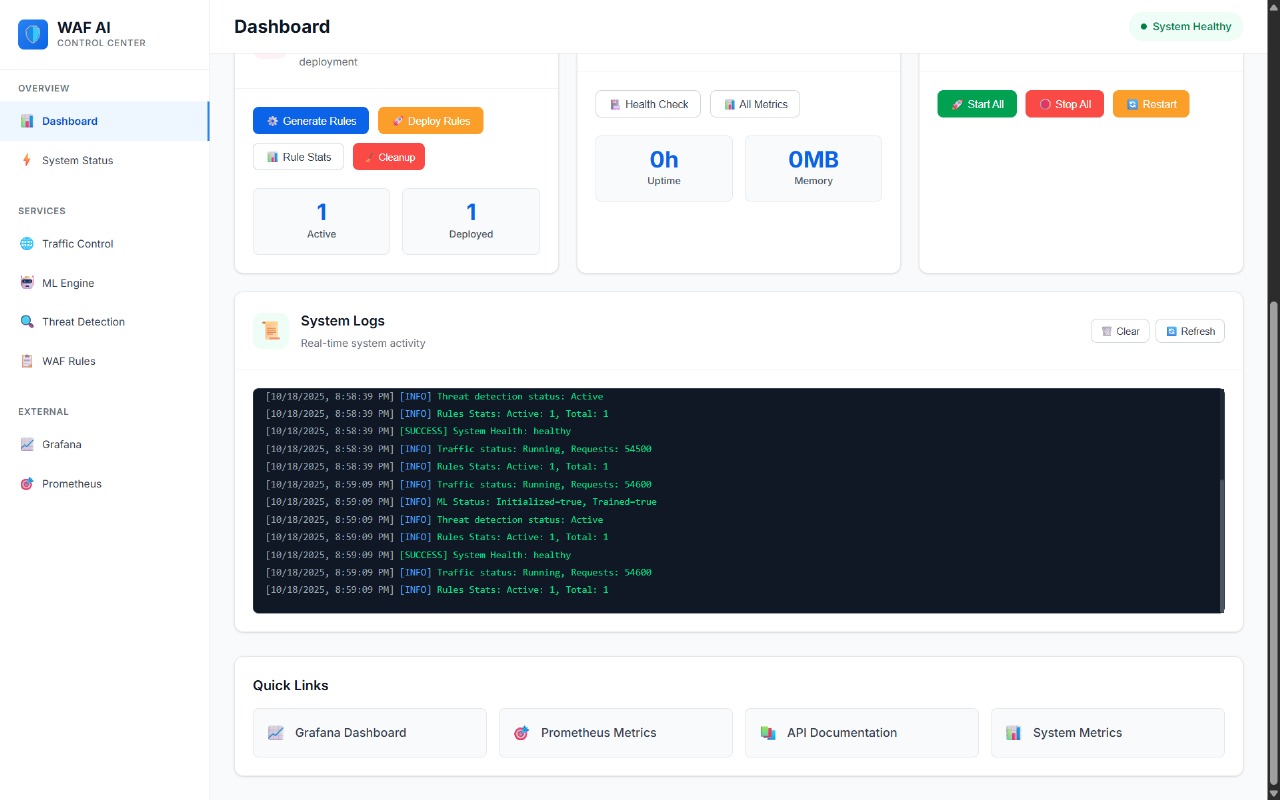 WAF AI
CONTROL CENTER
OVERVIEW
Dashboard
System Status
SERVICES
Traffic Control
ML Engine
Threat Detection
WAF Rules
EXTERNAL
Grafana
Prometheus
Dashboard
System Healthy
deployment
Generate Rules
Deploy Rules
Rule Stats
Cleanup
1
Active
1
Deployed
Health Check
All Metrics
0h
Uptime
0MB
Memory
Start All
Stop All
Restart
System Logs
Real-time system activity
Clear
Refresh
[10/18/2025, 8:58:39 PM] [INFO] Threat detection status: Active
[10/18/2025, 8:58:39 PM] [INFO] Rules Stats: Active: 1, Total: 1
[10/18/2025, 8:58:39 PM] [SUCCESS] System Health: healthy
[10/18/2025, 8:58:39 PM] [INFO] Traffic status: Running, Requests: 54500
[10/18/2025, 8:58:39 PM] [INFO] Rules Stats: Active: 1, Total: 1
[10/18/2025, 8:59:09 PM] [INFO] Traffic status: Running, Requests: 54600
[10/18/2025, 8:59:09 PM] [INFO] ML Status: Initialized=true, Trained=true
[10/18/2025, 8:59:09 PM] [INFO] Threat detection status: Active
[10/18/2025, 8:59:09 PM] [INFO] Rules Stats: Active: 1, Total: 1
[10/18/2025, 8:59:09 PM] [SUCCESS] System Health: healthy
[10/18/2025, 8:59:09 PM] [INFO] Traffic status: Running, Requests: 54600
[10/18/2025, 8:59:09 PM] [INFO] Rules Stats: Active: 1, Total: 1
Quick Links
Grafana Dashboard
Prometheus Metrics
API Documentation
System Metrics